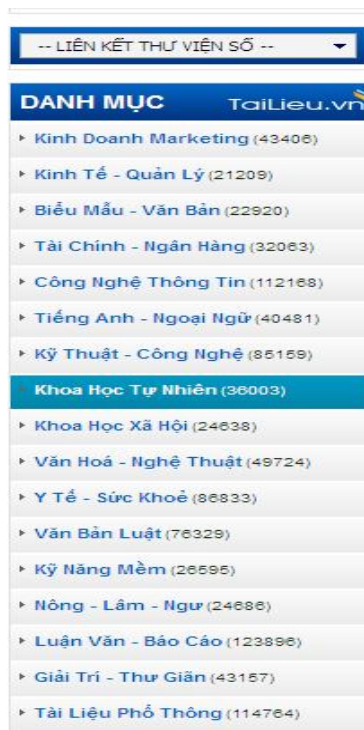 -- LIÊN KẾT THƯ VIỆN SỐ --
DANH MỤC TaiLieu.vn
Kinh Doanh Marketing (43406)
Kinh Tế - Quản Lý (21209)
Biểu Mẫu - Văn Bản (22920)
Tài Chính - Ngân Hàng (32063)
Công Nghệ Thông Tin (112168)
Tiếng Anh - Ngoại Ngữ (40481)
Kỹ Thuật - Công Nghệ (85159)
Khoa Học Tự Nhiên (36003)
Khoa Học Xã Hội (24638)
Văn Hoá - Nghệ Thuật (49724)
Y Tế - Sức Khoẻ (86833)
Văn Bản Luật (76329)
Kỹ Năng Mềm (26595)
Nông - Lâm - Ngư (24686)
Luận Văn - Báo Cáo (123896)
Giải Trí - Thư Giãn (43157)
Tài Liệu Phổ Thông (114764)